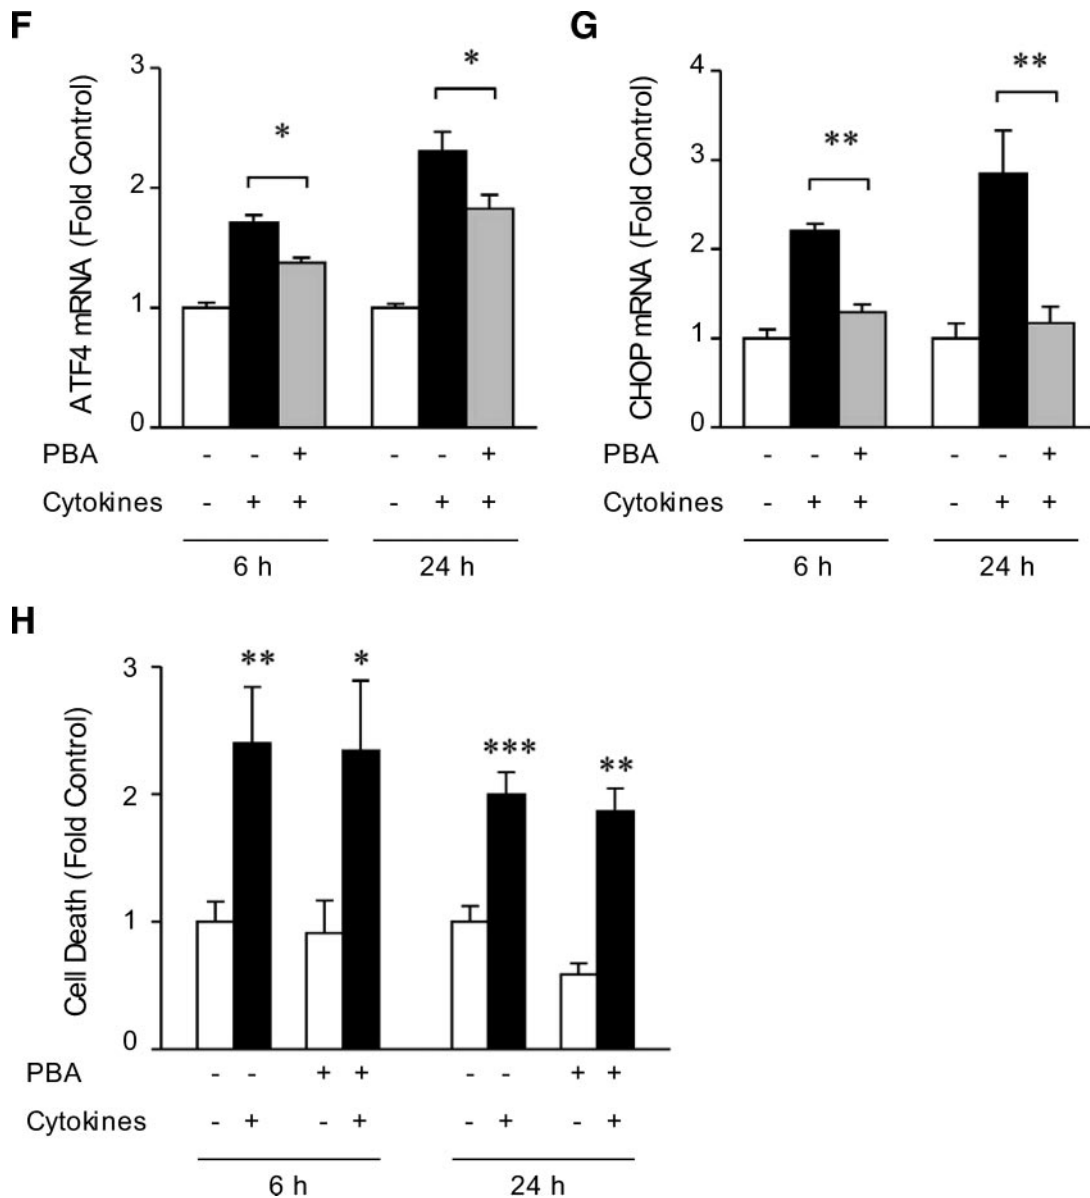 F
ATF4 mRNA (Fold Control)
3
2
1
0
*
*
PBA - - + - - +
Cytokines - + + - + +
6 h 24 h
G
CHOP mRNA (Fold Control)
4
3
2
1
0
**
**
PBA - - + - - +
Cytokines - + + - + +
6 h 24 h
H
Cell Death (Fold Control)
3
2
1
0
** * *** **
PBA - - + + - - + +
Cytokines - + - + - + - +
6 h 24 h